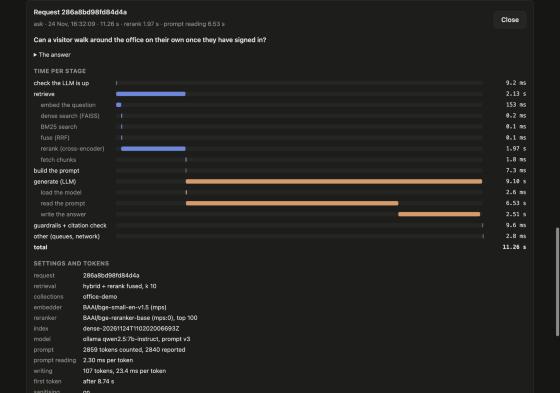 Request 286a8bd98fd84d4a
Close
ask · 24 Nov, 16:32:09 · 11.26 s · rerank 1.97 s · prompt reading 6.53 s
Can a visitor walk around the office on their own once they have signed in?
▸ The answer
TIME PER STAGE
check the LLM is up 9.2 ms
retrieve 2.13 s
embed the question 153 ms
dense search (FAISS) 0.2 ms
BM25 search 0.1 ms
fuse (RRF) 0.1 ms
rerank (cross-encoder) 1.97 s
fetch chunks 1.8 ms
build the prompt 7.3 ms
generate (LLM) 9.10 s
load the model 2.6 ms
read the prompt 6.53 s
write the answer 2.51 s
guardrails + citation check 9.6 ms
other (queues, network) 2.8 ms
total 11.26 s
SETTINGS AND TOKENS
request 286a8bd98fd84d4a
retrieval hybrid + rerank fused, k 10
collections office-demo
embedder BAAI/bge-small-en-v1.5 (mps)
reranker BAAI/bge-reranker-base (mps:0), top 100
index dense-20261124T110202006693Z
model ollama qwen2.5:7b-instruct, prompt v3
prompt 2859 tokens counted, 2840 reported
prompt reading 2.30 ms per token
writing 107 tokens, 23.4 ms per token
first token after 8.74 s
sanitising on